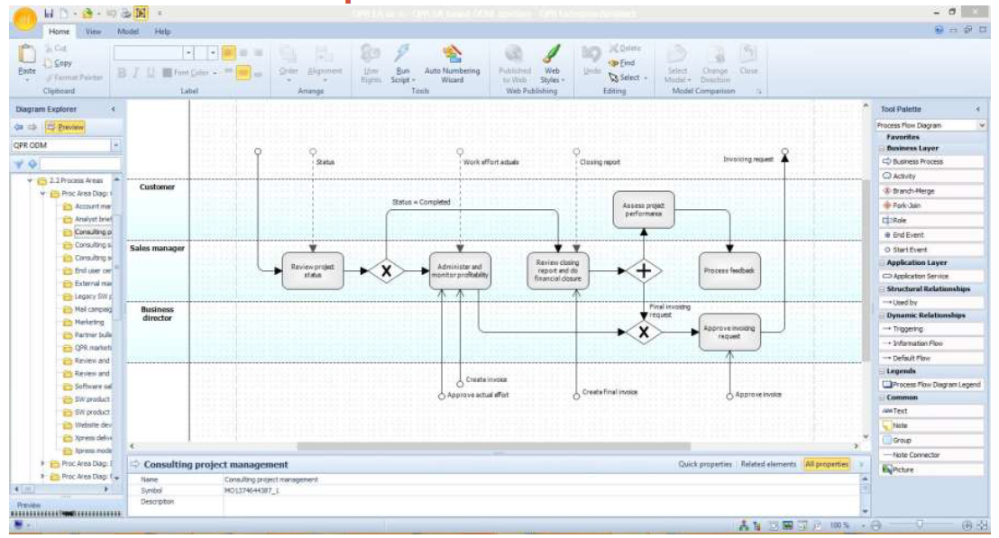 Home View Model Help
Paste
Cut
Copy
Format Painter
Clipboard
B I U Font Color
Label
Order Alignment
Arrange
User Rights
Run Script
Auto Numbering Wizard
Tools
Published to Web
Web Styles
Web Publishing
Undo
Delete
Find
Select
Editing
Select Model
Change Direction
Close
Model Comparison
Diagram Explorer
Preview
QPR ODM
2.2 Process Areas
Proc Area Diag:
Account mar
Analyst brief
Consulting p
Consulting s
Consulting s
End user cer
External mar
Legacy SW p
Mail campaig
Marketing
Partner bulle
QPR marketi
Review and
Review and
Software sal
SW product
SW product
Website dev
Xpress deliv
Xpress mode
Proc Area Diag:
Proc Area Diag:
Preview
Status
Work effort actuals
Closing report
Invoicing request
Customer
Status = Completed
Assess project
performance
Sales manager
Review project
status
X
Administer and
monitor profitability
Review closing
report and do
financial closure
Process feedback
Business
director
Final invoicing
request
X
Approve invoicing
request
Create invoice
Approve actual effort
Create final invoice
Approve invoice
Consulting project management
Quick properties Related elements All properties
Name Consulting project management
Symbol
Description
Tool Palette
Process Flow Diagram
Favorites
Business Layer
Business Process
Activity
Branch-Merge
Fork-Join
Role
End Event
Start Event
Application Layer
Application Service
Structural Relationships
Used by
Dynamic Relationships
Triggering
Information Flow
Default Flow
Legends
Process Flow Diagram Legend
Common
Text
Note
Group
Note Connector
Picture
100 %